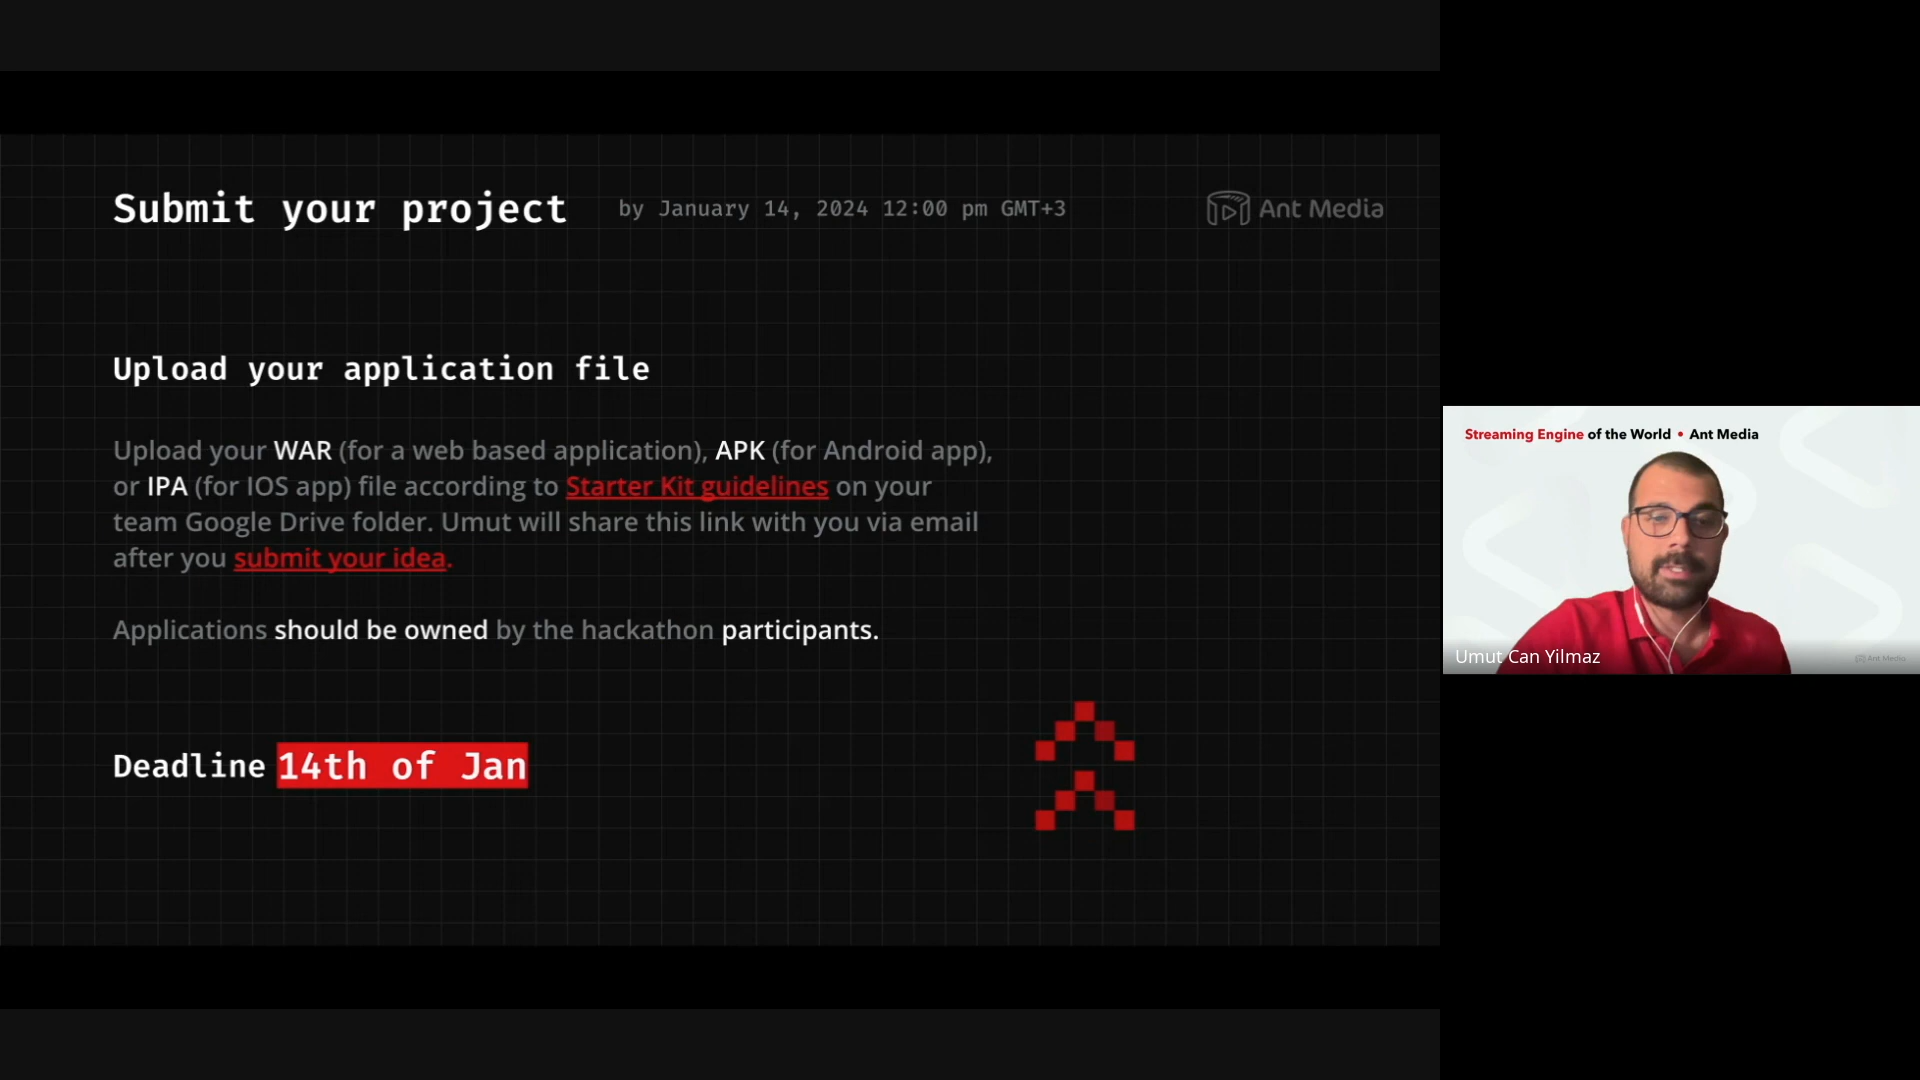 Submit your project by January 14, 2024 12:00 pm GMT+3
Ant Media
Upload your application file
Upload your WAR (for a web based application), APK (for Android app),
or IPA (for IOS app) file according to Starter Kit guidelines on your
team Google Drive folder. Umut will share this link with you via email
after you submit your idea.
Applications should be owned by the hackathon participants.
Deadline 14th of Jan
Streaming Engine of the World • Ant Media
Umut Can Yilmaz
Ant Media